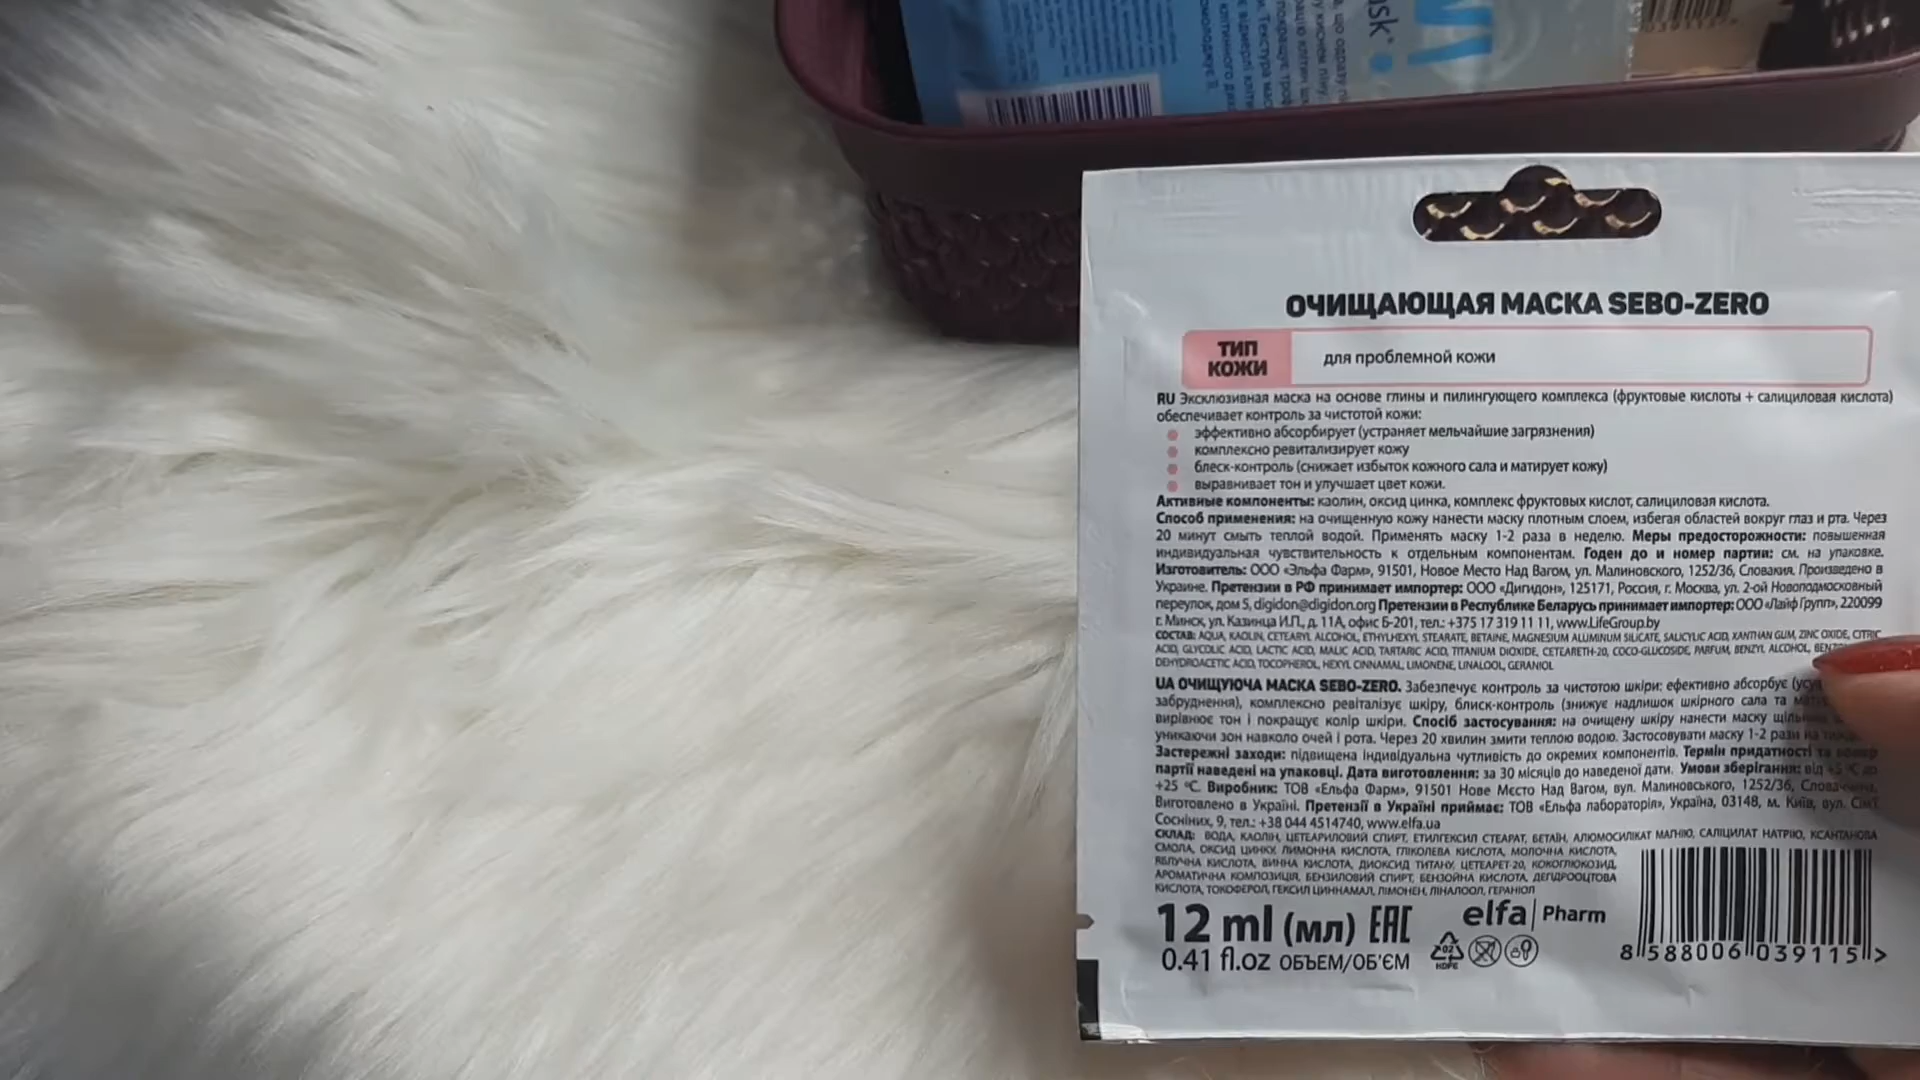 OЧИЩАЮЩАЯ МАСКА SEBO-ZERO
ТИП
КОЖИ
для проблемной кожи
RU Эксклюзивная маска на основе глины и пилингующего комплекса (фруктовые кислоты + салициловая кислота)
обеспечивает контроль за чистотой кожи:
эффективно абсорбирует (устраняет мельчайшие загрязнения)
комплексно ревитализирует кожу
блеск-контроль (снижает избыток кожного сала и матирует кожу)
выравнивает тон и улучшает цвет кожи.
Активные компоненты: каолин, оксид цинка, комплекс фруктовых кислот, салициловая кислота.
Способ применения: на очищенную кожу нанести маску плотным слоем, избегая областей вокруг глаз и рта. Через
20 минут смыть теплой водой. Применять маску 1-2 раза в неделю. Меры предосторожности: повышенная
индивидуальная чувствительность к отдельным компонентам. Годен до и номер партии: см. на упаковке.
Изготовитель: ООО «Эльфа Фарм», 91501, Новое Место Над Вагом, ул. Малиновского, 1252/36, Словакия. Произведено в
Украине. Претензии в РФ принимает импортер: ООО «Дигидон», 125171, Россия, г. Москва, ул. 2-ой Новоподмосковный
переулок, дом 5, digidon@digidon.org Претензии в Республике Беларусь принимает импортер: ООО «Лайф Групп», 220099
г. Минск, ул. Казинца И.П., д. 11А, офис Б-201, тел.: +375 17 319 11 11, www.LifeGroup.by
СОСТАВ: AQUA, KAOLIN, CETEARYL ALCOHOL, ETHYLHEXYL STEARATE, BETAINE, MAGNESIUM ALUMINUM SILICATE, SALICYLIC ACID, XANTHAN GUM, ZINC OXIDE, CITRIC
ACID, GLYCOLIC ACID, LACTIC ACID, MALIC ACID, TARTARIC ACID, TITANIUM DIOXIDE, CETEARETH-20, COCO-GLUCOSIDE, PARFUM, BENZYL ALCOHOL,
DEHYDROACETIC ACID, TOCOPHEROL, HEXYL CINNAMAL, LIMONENE, LINALOOL, GERANIOL
UA ОЧИЩУЮЧА МАСКА SEBO-ZERO. Забезпечує контроль за чистотою шкіри: ефективно абсорбує
забруднення), комплексно ревіталізує шкіру, блиск-контроль (знижує надлишок шкірного сала та
вирівнює тон і покращує колір шкіри. Спосіб застосування: на очищену шкіру нанести маску
уникаючи зон навколо очей і рота. Через 20 хвилин змити теплою водою. Застосовувати маску 1-2 рази на
Застережні заходи: підвищена індивідуальна чутливість до окремих компонентів. Термін придатності та номер
партії наведені на упаковці. Дата виготовлення: за 30 місяців до наведеної дати. Умови зберігання: від +5 °C до
+25 °C. Виробник: ТОВ «Ельфа Фарм», 91501 Нове Мєсто Над Вагом, вул. Малиновського, 1252/36,
Виготовлено в Україні. Претензії в Україні приймає: ТОВ «Ельфа лабораторія», Україна, 03148, м. Київ, вул. Сім'ї
Сосніних, 9, тел.: +38 044 4514740, www.elfa.ua
СКЛАД: ВОДА, КАОЛІН, ЦЕТЕАРИЛОВИЙ СПИРТ, ЕТИЛГЕКСИЛ СТЕАРАТ, БЕТАЇН, АЛЮМОСИЛІКАТ МАГНІЮ, САЛІЦИЛАТ НАТРІЮ, КСАНТАНОВА
СМОЛА, ОКСИД ЦИНКУ, ЛИМОННА КИСЛОТА, ГЛІКОЛЕВА КИСЛОТА, МОЛОЧНА КИСЛОТА,
ЯБЛУЧНА КИСЛОТА, ВИННА КИСЛОТА, ДИОКСИД ТИТАНУ, ЦЕТЕАРЕТ-20, КОКОГЛЮКОЗИД,
АРОМАТИЧНА КОМПОЗИЦІЯ, БЕНЗИЛОВИЙ СПИРТ, БЕНЗОЙНА КИСЛОТА, ДЕГІДРООЦТОВА
КИСЛОТА, ТОКОФЕРОЛ, ГЕКСИЛ ЦИННАМАЛ, ЛІМОНЕН, ЛІНАЛООЛ, ГЕРАНІОЛ
12 ml (мл) EAC
0.41 fl.oz ОБЪЕМ/ОБ'ЄМ
elfa Pharm
02
HDPE
8 588006 039115 >